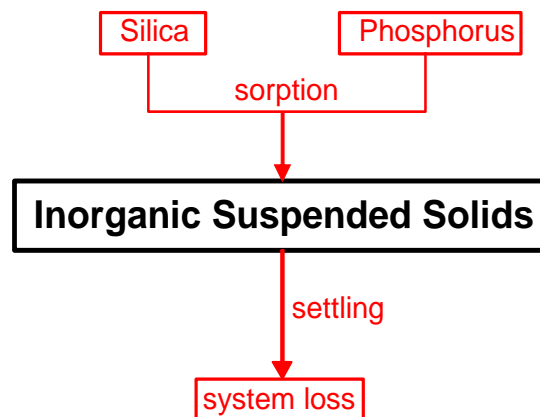 Silica
Phosphorus
sorption
Inorganic Suspended Solids
settling
system loss